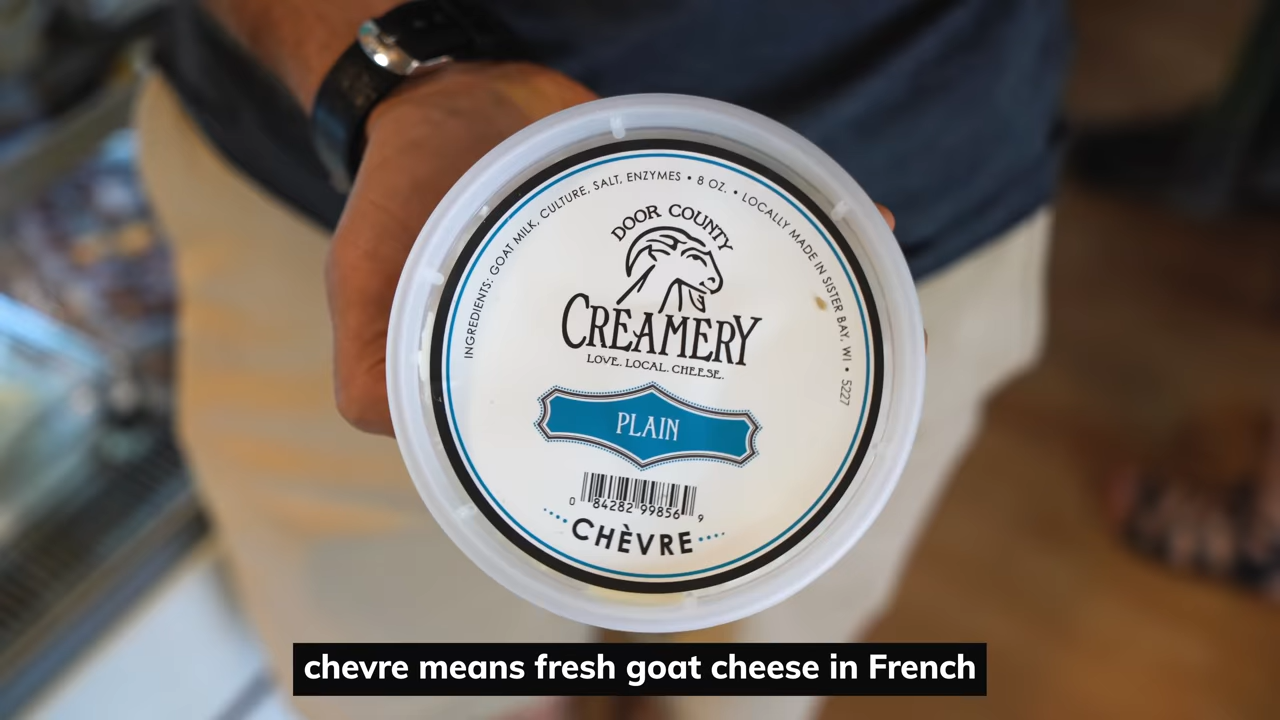 INGREDIENTS: GOAT MILK, CULTURE, SALT, ENZYMES • 8 OZ. • LOCALLY MADE IN SISTER BAY, WI • 5227
DOOR COUNTY
CREAMERY
LOVE. LOCAL. CHEESE.
PLAIN
0 84282 99856 9
CHÈVRE
chevre means fresh goat cheese in French